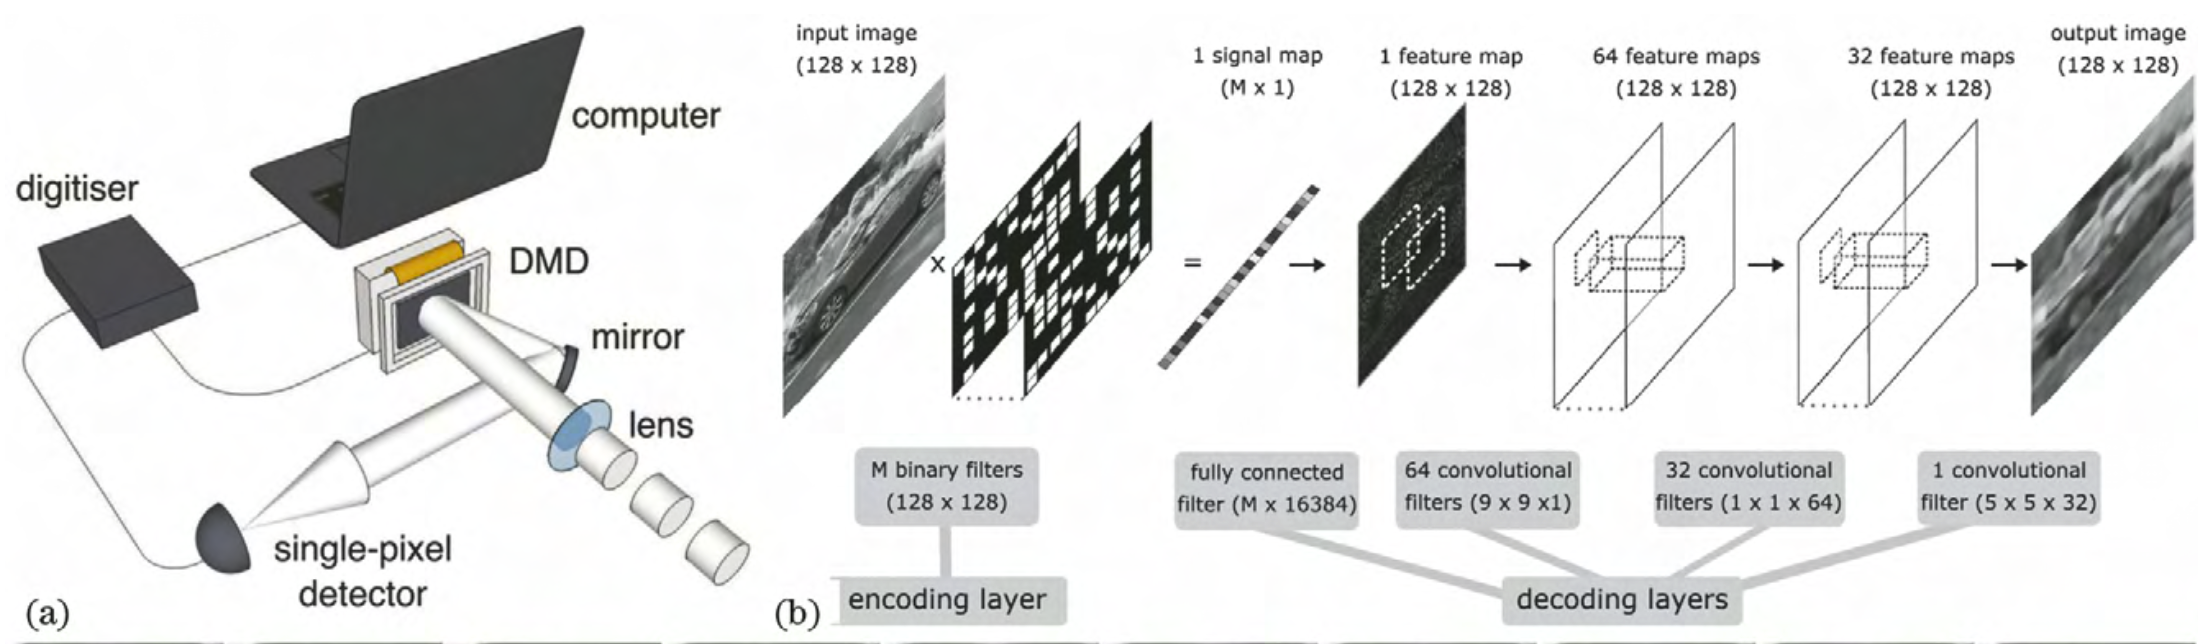 computer
digitiser
DMD
mirror
lens
single-pixel
detector
(a)
input image
(128 x 128)
x
=
1 signal map
(M x 1)
1 feature map
(128 x 128)
64 feature maps
(128 x 128)
32 feature maps
(128 x 128)
output image
(128 x 128)
M binary filters
(128 x 128)
fully connected
filter (M x 16384)
64 convolutional
filters (9 x 9 x1)
32 convolutional
filters (1 x 1 x 64)
1 convolutional
filter (5 x 5 x 32)
(b)
encoding layer
decoding layers